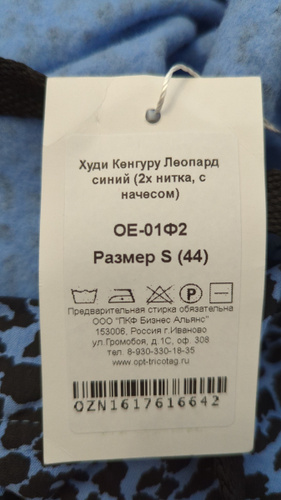 Худи Кенгуру Леопард
синий (2х нитка, с
начесом)
ОЕ-01Ф2
Размер S (44)
Предварительная стирка обязательна
ООО "ПКФ Бизнес Альянс"
153006, Россия г.Иваново
ул.Громобоя, д.1С, оф. 308
тел. 8-930-330-18-35
www.opt-tricotag.ru
OZN1617616642